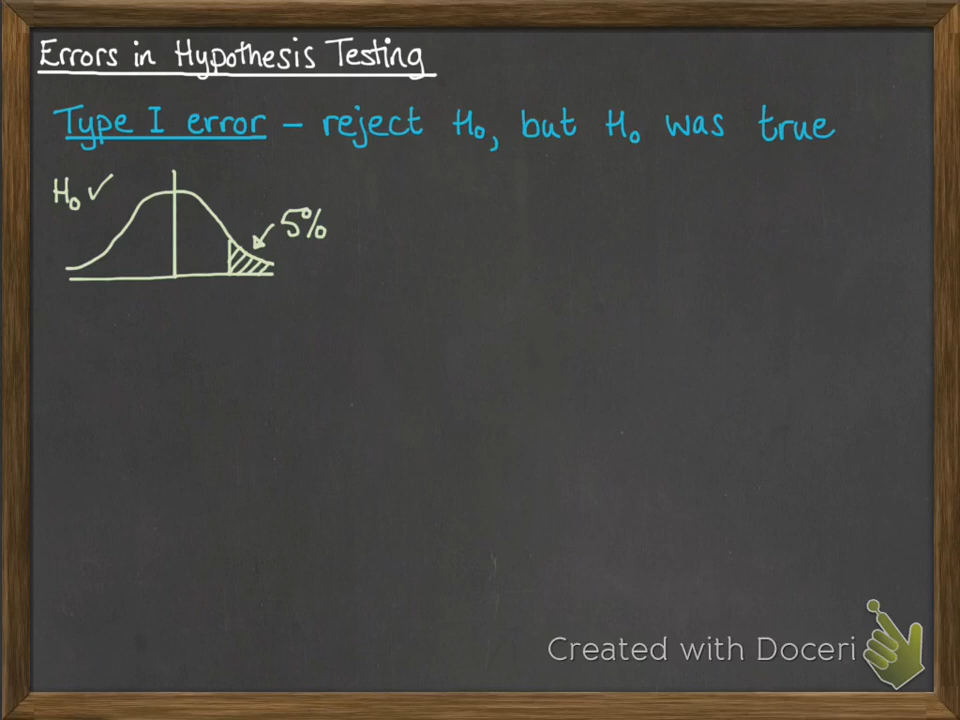 Errors in Hypothesis Testing
Type I error – reject H₀, but H₀ was true
H₀ ✓
5%
Created with Doceri